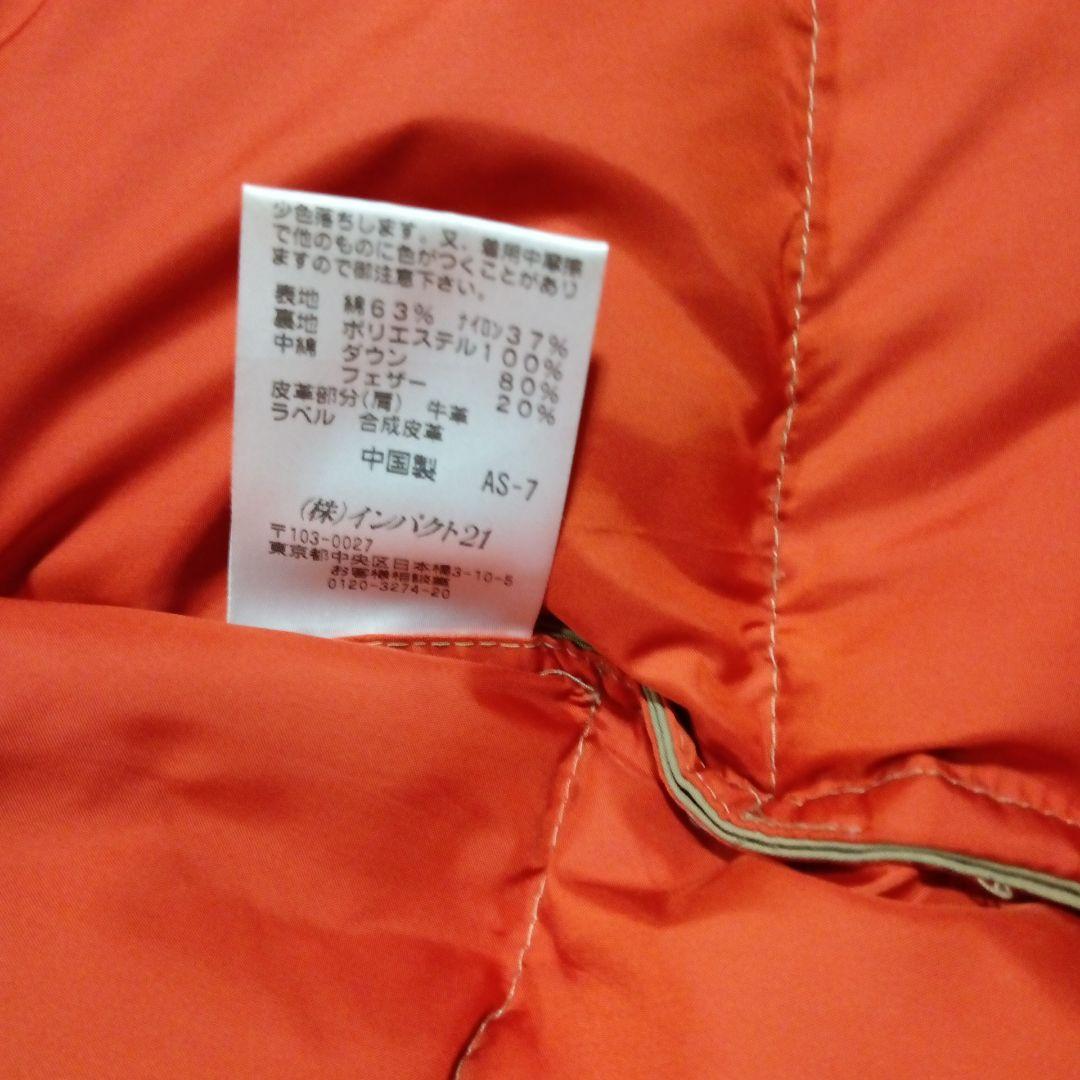 少色落ちします。又、着用中摩擦
で他のものに色がつくことがあり
ますので御注意下さい。
表地 綿63% ナイロン37%
裏地 ポリエステル100%
中綿 ダウン 80%
フェザー 20%
皮革部分(肩) 牛革
ラベル 合成皮革
中国製 AS-7
(株)インパクト21
〒103-0027
東京都中央区日本橋3-10-5
お客様相談室
0120-3274-20